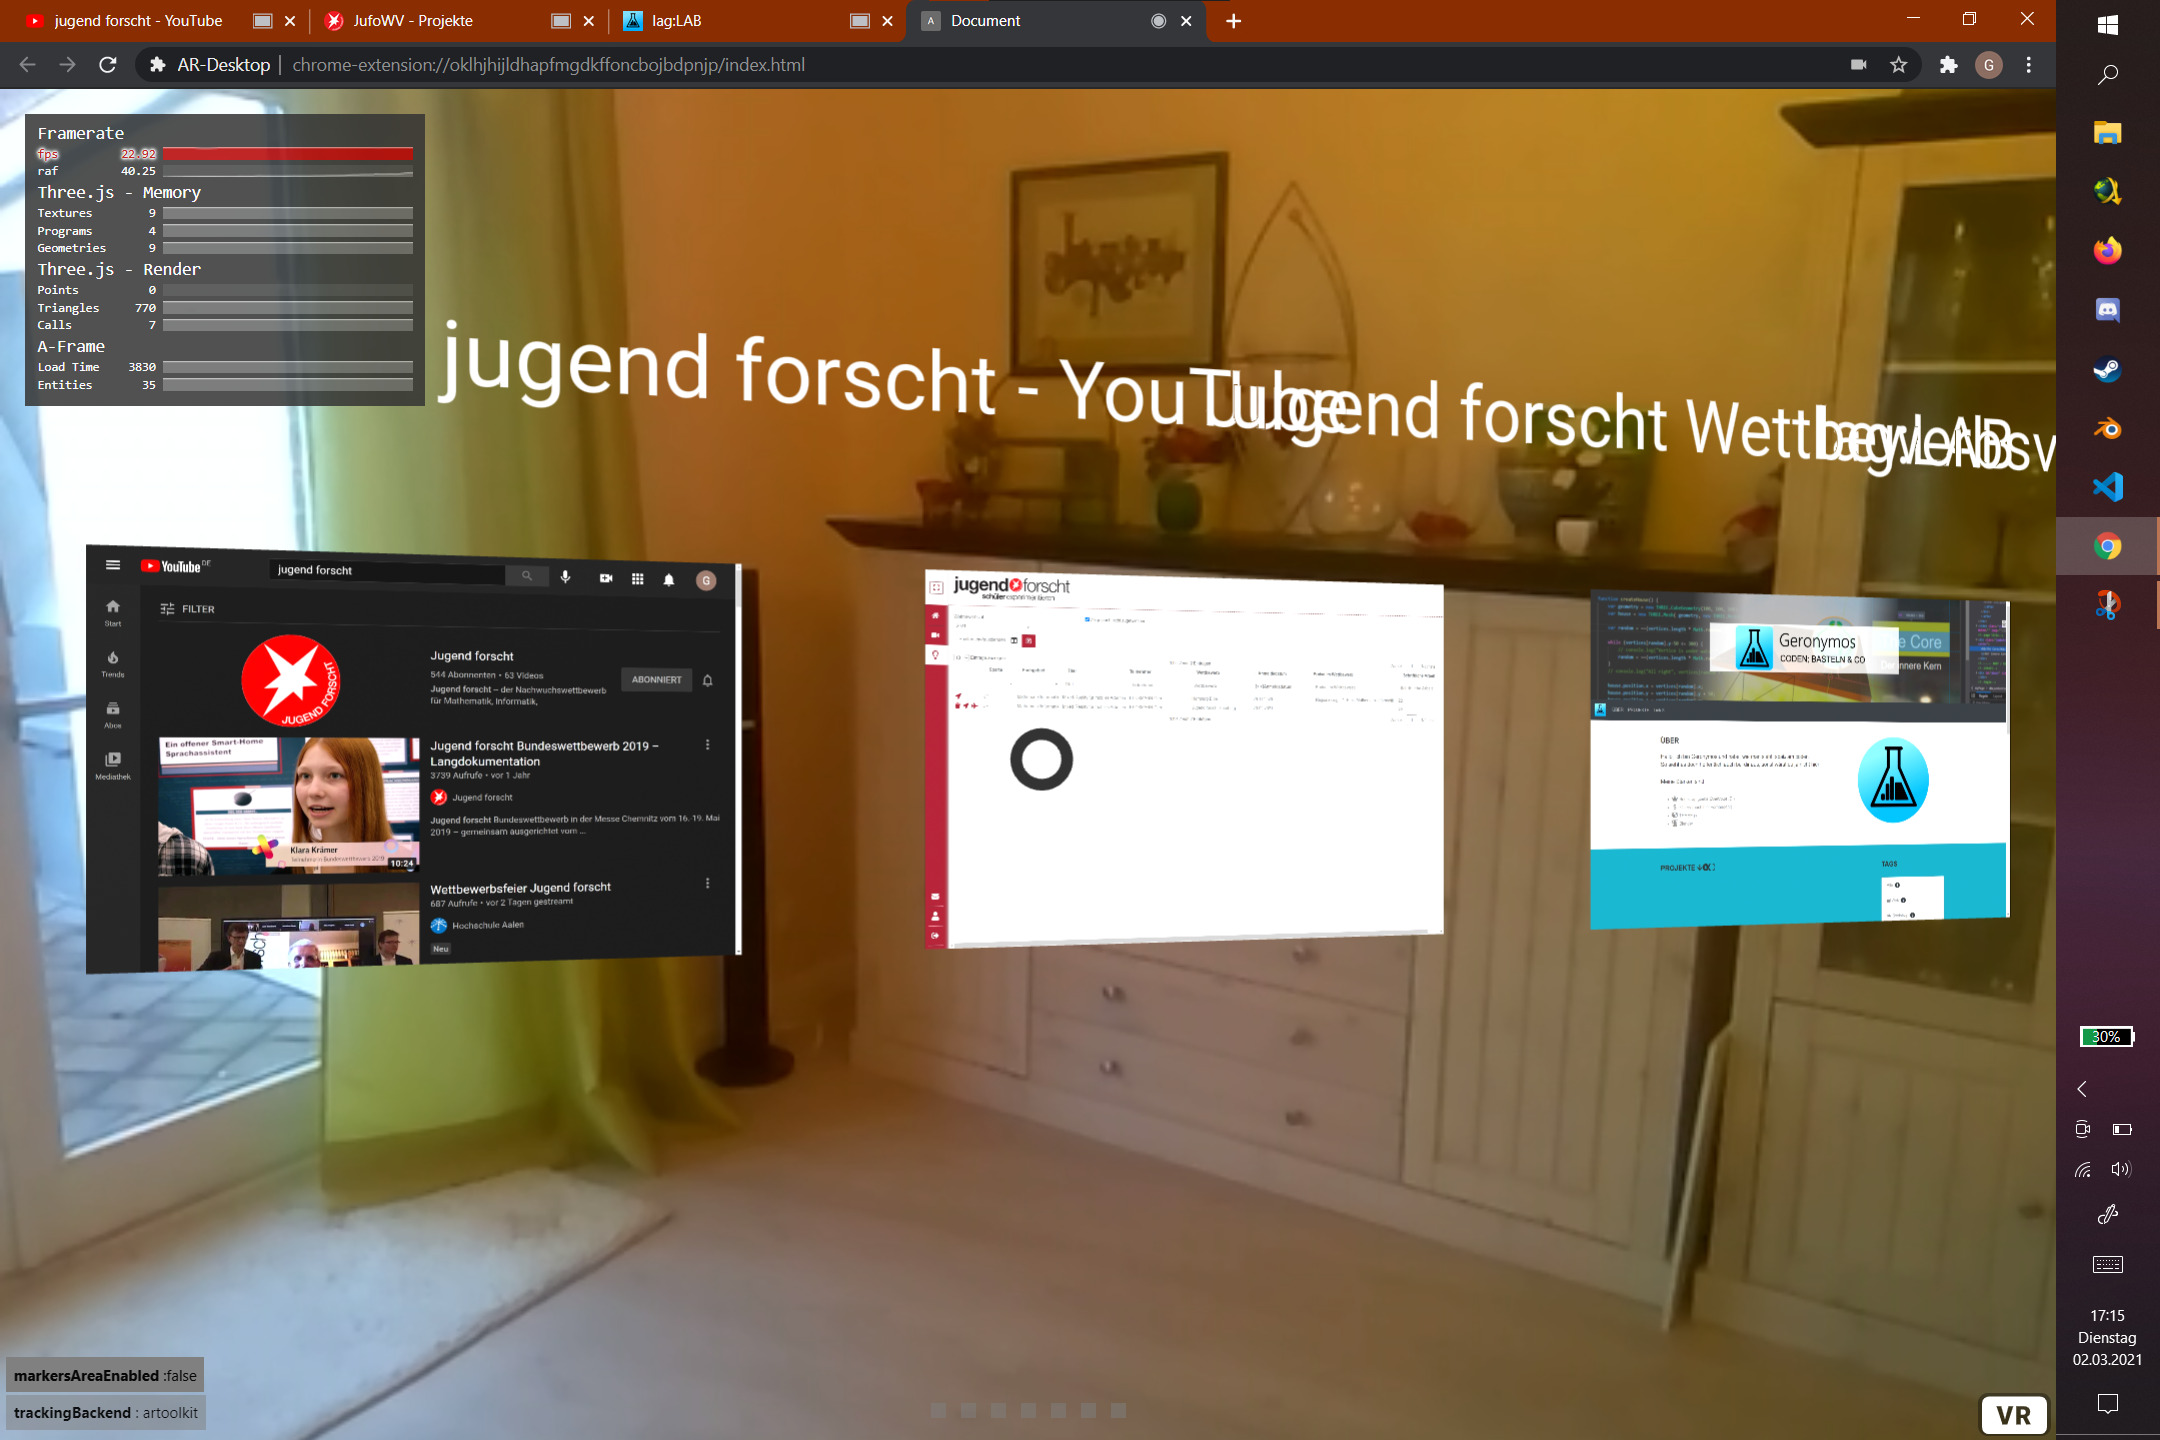 jugend forscht - YouTube
JufoWV - Projekte
lag:LAB
A Document
AR-Desktop | chrome-extension://oklhjhijldhapfmgdkffoncbojbdpnjp/index.html
G
Framerate
fps 22.92
raf 40.25
Three.js - Memory
Textures 9
Programs 4
Geometries 9
Three.js - Render
Points 0
Triangles 770
Calls 7
A-Frame
Load Time 3830
Entities 35
jugend forscht - YouTube
Jugend forscht Wettbewerbsv
lag:LAB
YouTube DE
jugend forscht
G
FILTER
Start
Trends
Abos
Mediathek
JUGEND FORSCHT
Jugend forscht
544 Abonnenten • 63 Videos
Jugend forscht – der Nachwuchswettbewerb
für Mathematik, Informatik,
ABONNIERT
Ein offener Smart-Home
Sprachassistent
Klara Krämer
10:24
Jugend forscht Bundeswettbewerb 2019 –
Langdokumentation
3739 Aufrufe • vor 1 Jahr
Jugend forscht
Jugend forscht Bundeswettbewerb in der Messe Chemnitz vom 16. 19. Mai
2019 – gemeinsam ausgerichtet vom ...
Wettbewerbsfeier Jugend forscht
687 Aufrufe • vor 2 Tagen gestreamt
Hochschule Aalen
Neu
jugend forscht
schüler experimentieren
Geronymos
CODEN; BASTELN & CO
e Core
Der innere Kern
ÜBER
PROJEKTE
TAGS
markersAreaEnabled :false
trackingBackend : artoolkit
VR
30%
17:15
Dienstag
02.03.2021